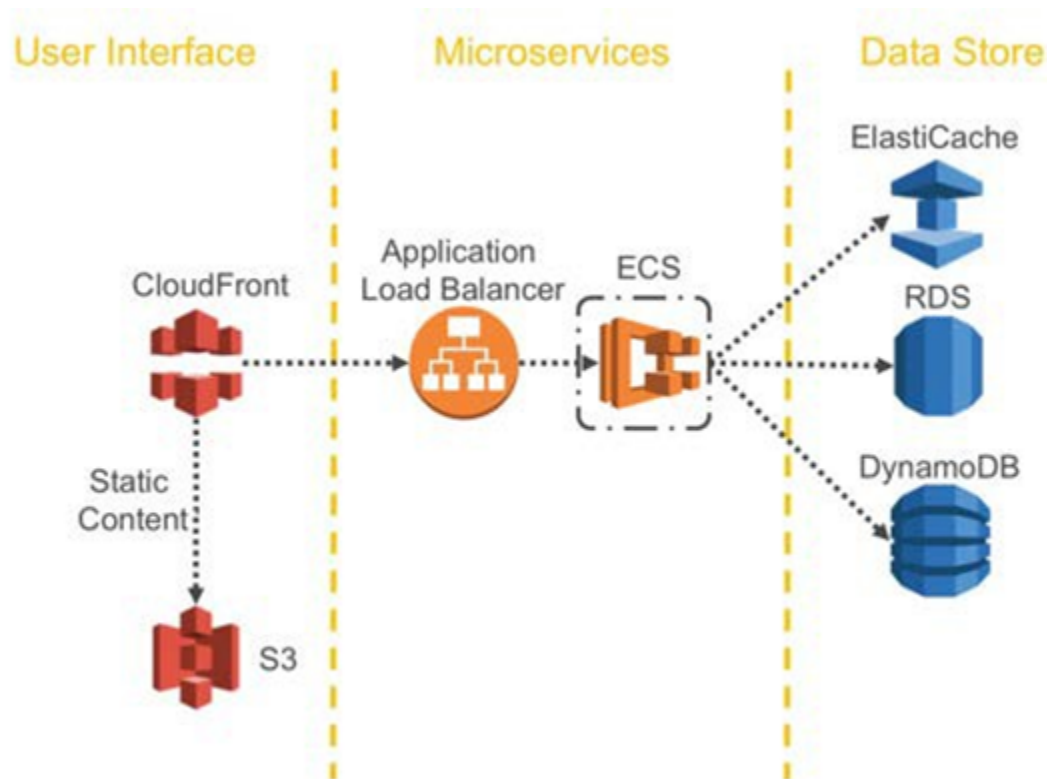 User Interface
Microservices
Data Store
ElastiCache
Application
Load Balancer
ECS
CloudFront
RDS
Static
Content
DynamoDB
S3